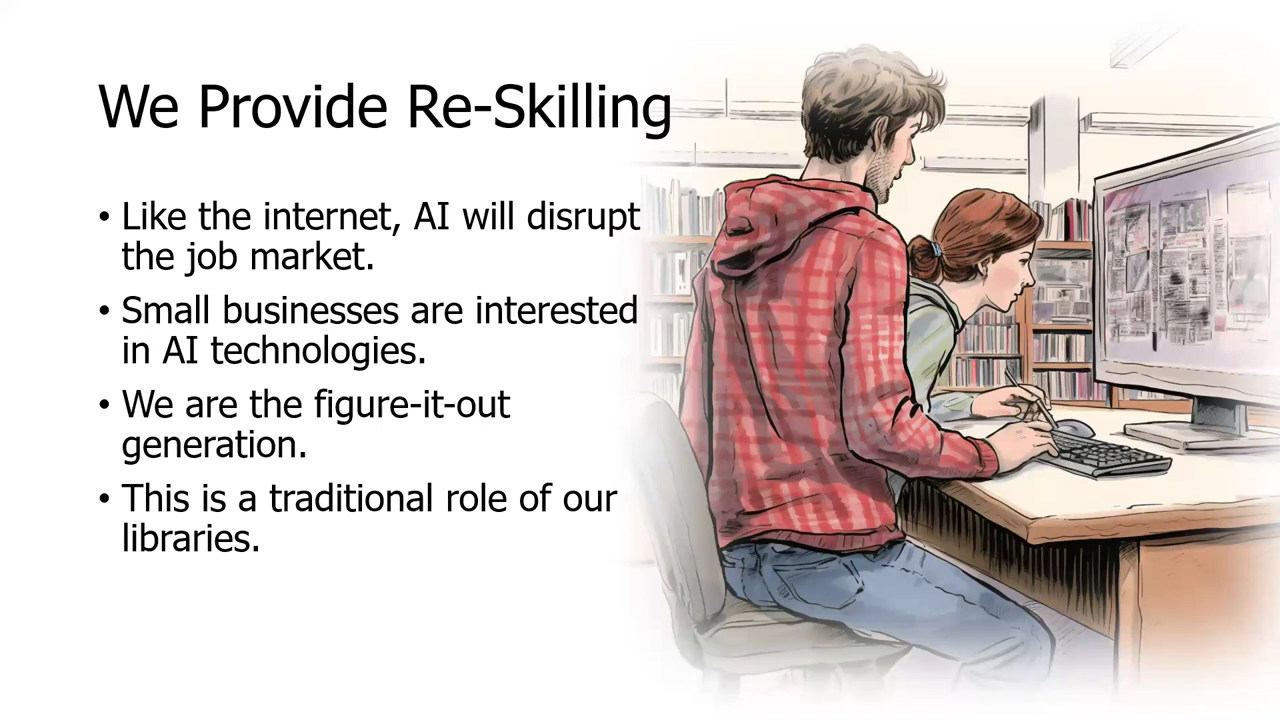 We Provide Re-Skilling
• Like the internet, AI will disrupt
the job market.
• Small businesses are interested
in AI technologies.
• We are the figure-it-out
generation.
• This is a traditional role of our
libraries.